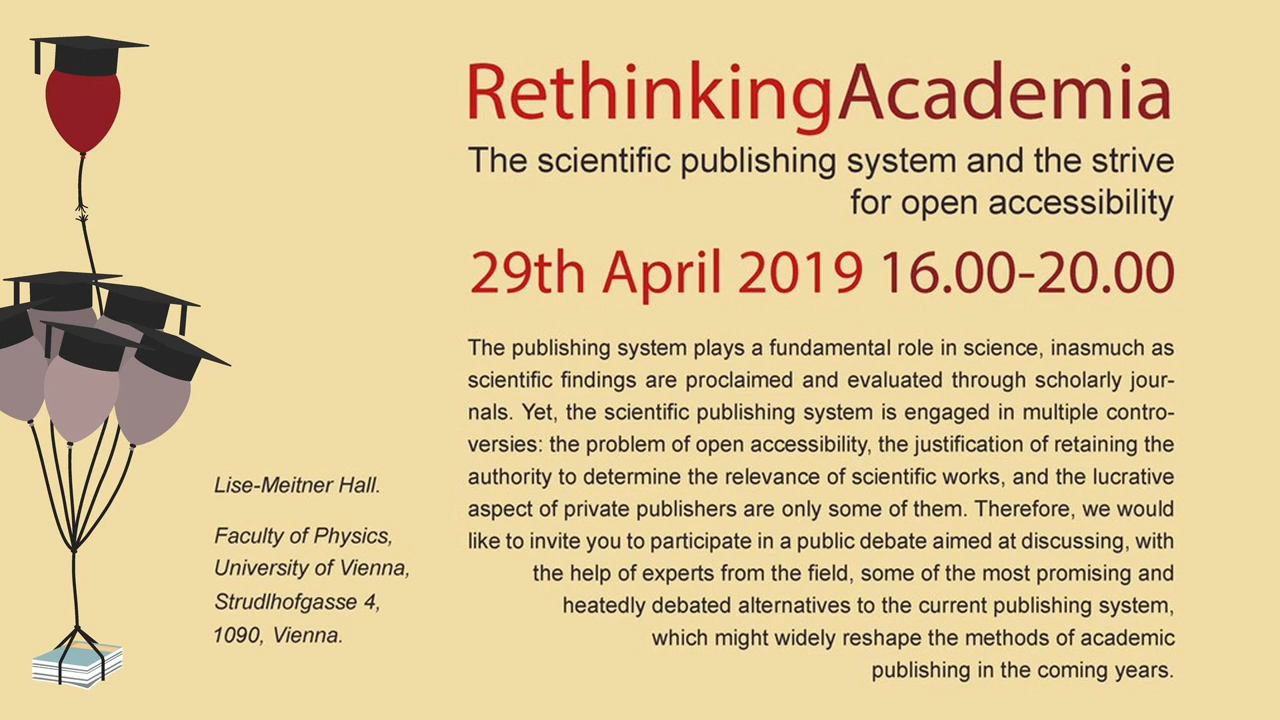 RethinkingAcademia
The scientific publishing system and the strive
for open accessibility
29th April 2019 16.00-20.00
The publishing system plays a fundamental role in science, inasmuch as
scientific findings are proclaimed and evaluated through scholarly jour-
nals. Yet, the scientific publishing system is engaged in multiple contro-
versies: the problem of open accessibility, the justification of retaining the
authority to determine the relevance of scientific works, and the lucrative
aspect of private publishers are only some of them. Therefore, we would
like to invite you to participate in a public debate aimed at discussing, with
the help of experts from the field, some of the most promising and
heatedly debated alternatives to the current publishing system,
which might widely reshape the methods of academic
publishing in the coming years.
Lise-Meitner Hall.
Faculty of Physics,
University of Vienna,
Strudlhofgasse 4,
1090, Vienna.